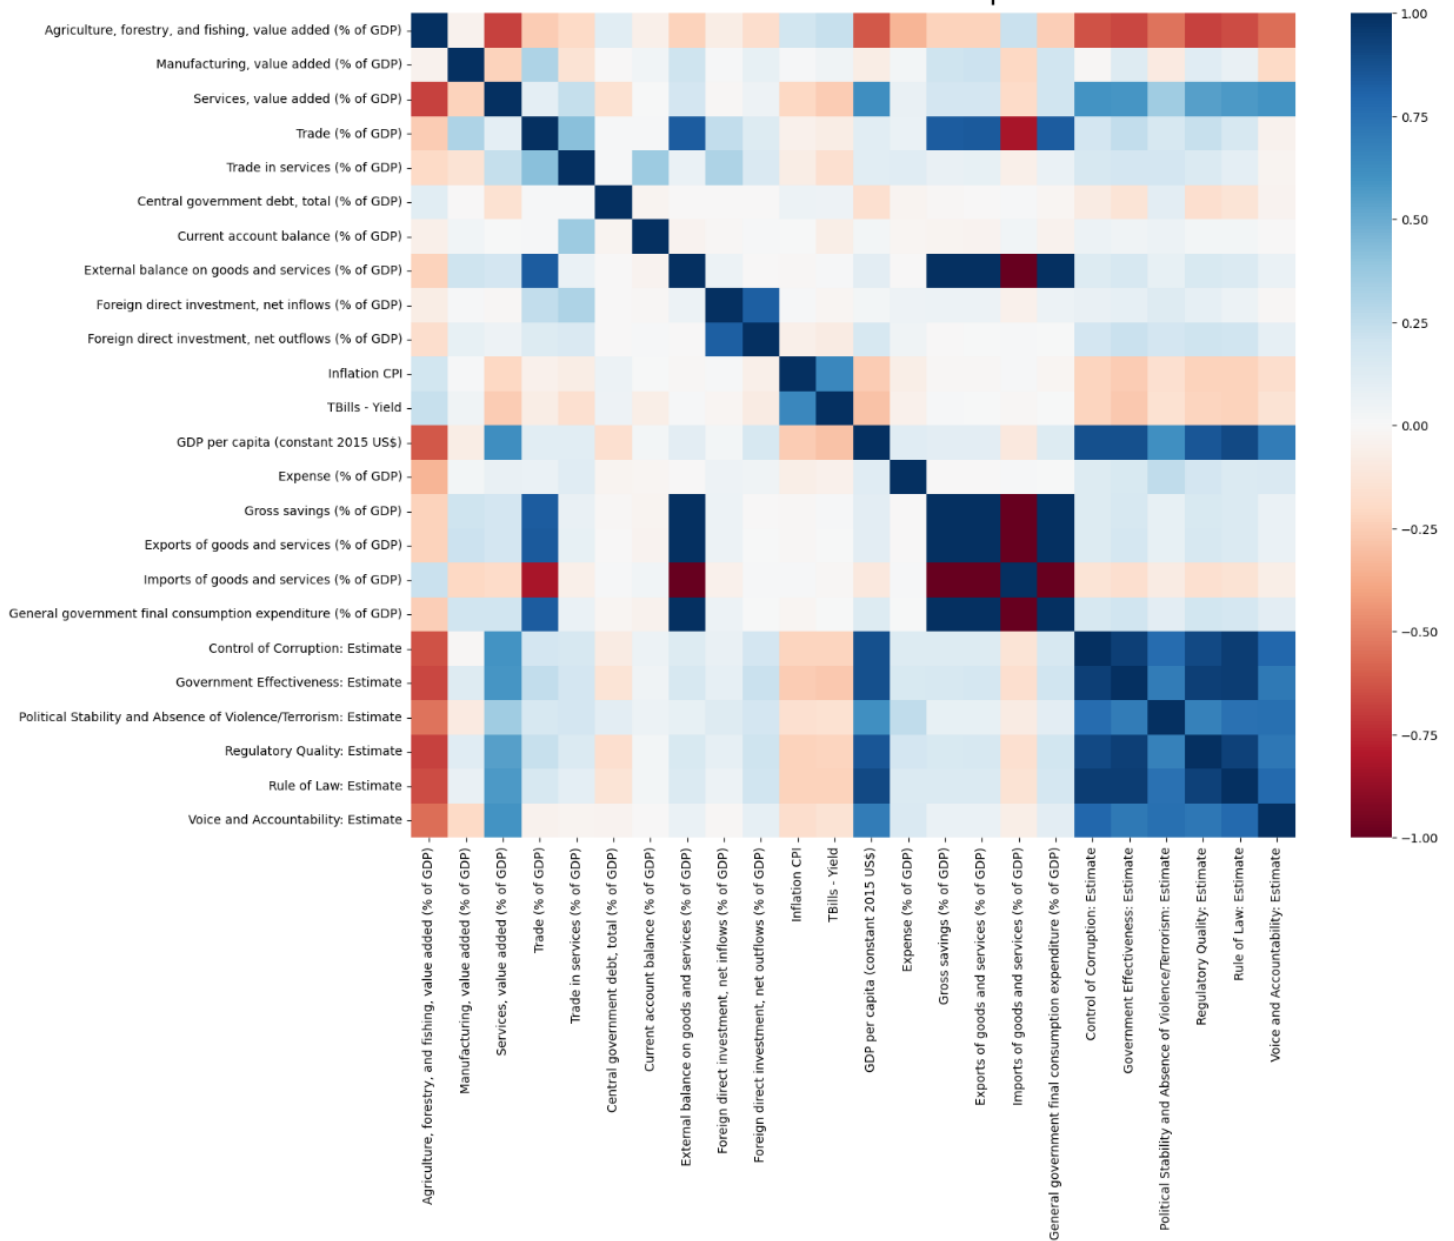 Agriculture, forestry, and fishing, value added (% of GDP)
Manufacturing, value added (% of GDP)
Services, value added (% of GDP)
Trade (% of GDP)
Trade in services (% of GDP)
Central government debt, total (% of GDP)
Current account balance (% of GDP)
External balance on goods and services (% of GDP)
Foreign direct investment, net inflows (% of GDP)
Foreign direct investment, net outflows (% of GDP)
Inflation CPI
TBills - Yield
GDP per capita (constant 2015 US$)
Expense (% of GDP)
Gross savings (% of GDP)
Exports of goods and services (% of GDP)
Imports of goods and services (% of GDP)
General government final consumption expenditure (% of GDP)
Control of Corruption: Estimate
Government Effectiveness: Estimate
Political Stability and Absence of Violence/Terrorism: Estimate
Regulatory Quality: Estimate
Rule of Law: Estimate
Voice and Accountability: Estimate
Agriculture, forestry, and fishing, value added (% of GDP)
Manufacturing, value added (% of GDP)
Services, value added (% of GDP)
Trade (% of GDP)
Trade in services (% of GDP)
Central government debt, total (% of GDP)
Current account balance (% of GDP)
External balance on goods and services (% of GDP)
Foreign direct investment, net inflows (% of GDP)
Foreign direct investment, net outflows (% of GDP)
Inflation CPI
TBills - Yield
GDP per capita (constant 2015 US$)
Expense (% of GDP)
Gross savings (% of GDP)
Exports of goods and services (% of GDP)
Imports of goods and services (% of GDP)
General government final consumption expenditure (% of GDP)
Control of Corruption: Estimate
Government Effectiveness: Estimate
Political Stability and Absence of Violence/Terrorism: Estimate
Regulatory Quality: Estimate
Rule of Law: Estimate
Voice and Accountability: Estimate
1.00
0.75
0.50
0.25
0.00
−0.25
−0.50
−0.75
−1.00